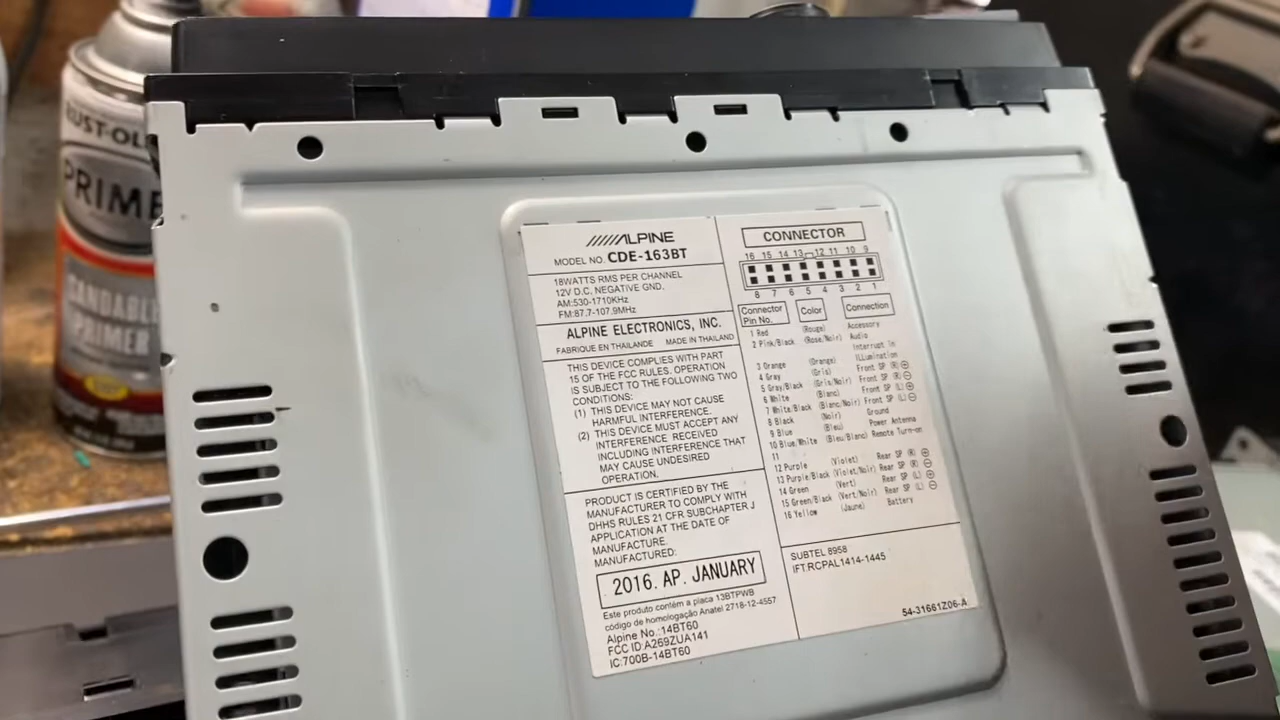 RUST-OL
PRIME
SANDABLE
PRIMER
ALPINE
MODEL NO. CDE-163BT
18WATTS RMS PER CHANNEL
12V D.C. NEGATIVE GND.
AM:530-1710KHz
FM:87.7-107.9MHz
ALPINE ELECTRONICS, INC.
FABRIQUE EN THAILANDE MADE IN THAILAND
THIS DEVICE COMPLIES WITH PART
15 OF THE FCC RULES. OPERATION
IS SUBJECT TO THE FOLLOWING TWO
CONDITIONS:
(1) THIS DEVICE MAY NOT CAUSE
HARMFUL INTERFERENCE.
(2) THIS DEVICE MUST ACCEPT ANY
INTERFERENCE RECEIVED
INCLUDING INTERFERENCE THAT
MAY CAUSE UNDESIRED
OPERATION.
PRODUCT IS CERTIFIED BY THE
MANUFACTURER TO COMPLY WITH
DHHS RULES 21 CFR SUBCHAPTER J
APPLICATION AT THE DATE OF
MANUFACTURE.
MANUFACTURED:
2016. AP. JANUARY
Este produto contém a placa 13BTPWB
código de homologação Anatel 2718-12-4557
Alpine No.:14BT60
FCC ID:A269ZUA141
IC:700B-14BT60
CONNECTOR
16 15 14 13 12 11 10 9
8 7 6 5 4 3 2 1
Connector Pin No. Color Connection
1 Red (Rouge) Accessory
2 Pink/Black (Rose/Noir) Audio
Interrupt In
3 Orange (Orange) ILLumination
4 Gray (Gris) Front SP (R) ⊕
5 Gray/Black (Gris/Noir) Front SP (R) ⊖
6 White (Blanc) Front SP (L) ⊕
7 White/Black (Blanc/Noir) Front SP (L) ⊖
8 Black (Noir) Ground
9 Blue (Bleu) Power Antenna
10 Blue/White (Bleu/Blanc) Remote Turn-on
11
12 Purple (Violet) Rear SP (R) ⊕
13 Purple/Black (Violet/Noir) Rear SP (R) ⊖
14 Green (Vert) Rear SP (L) ⊕
15 Green/Black (Vert/Noir) Rear SP (L) ⊖
16 Yellow (Jaune) Battery
SUBTEL 8958
IFT:RCPAL1414-1445
54-31661Z06-A